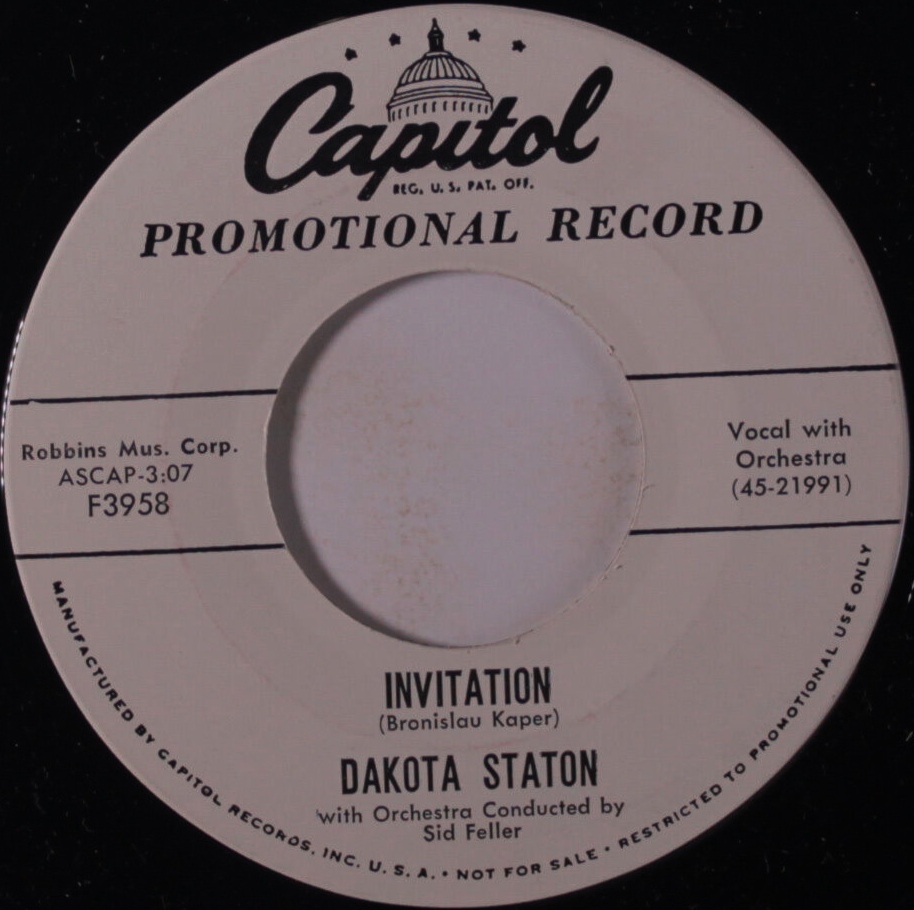 Capitol
REG. U. S. PAT. OFF.
PROMOTIONAL RECORD
Robbins Mus. Corp.
ASCAP-3:07
F3958
Vocal with
Orchestra
(45-21991)
INVITATION
(Bronislau Kaper)
DAKOTA STATON
with Orchestra Conducted by
Sid Feller
MANUFACTURED BY CAPITOL RECORDS, INC. U. S. A. • NOT FOR SALE • RESTRICTED TO PROMOTIONAL USE ONLY